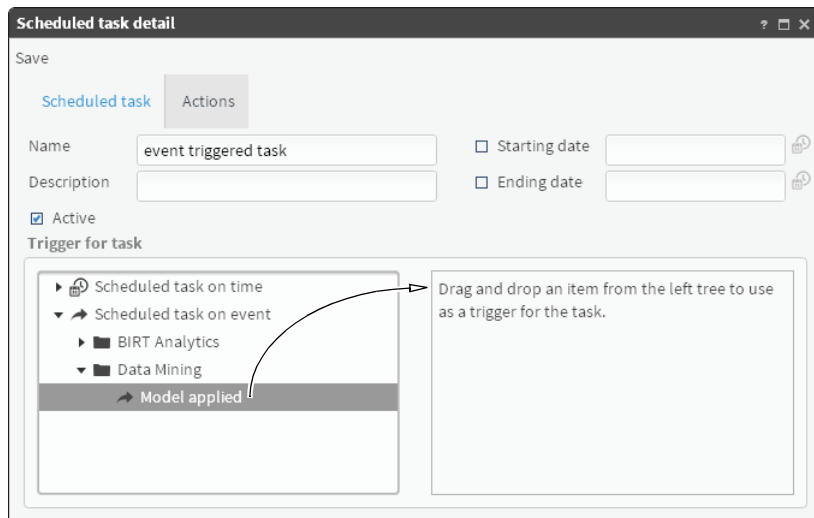 Scheduled task detail
?
Save
Scheduled task Actions
Name event triggered task Starting date
Description Ending date
Active
Trigger for task
Scheduled task on time
Scheduled task on event
BIRT Analytics
Data Mining
Model applied
Drag and drop an item from the left tree to use
as a trigger for the task.